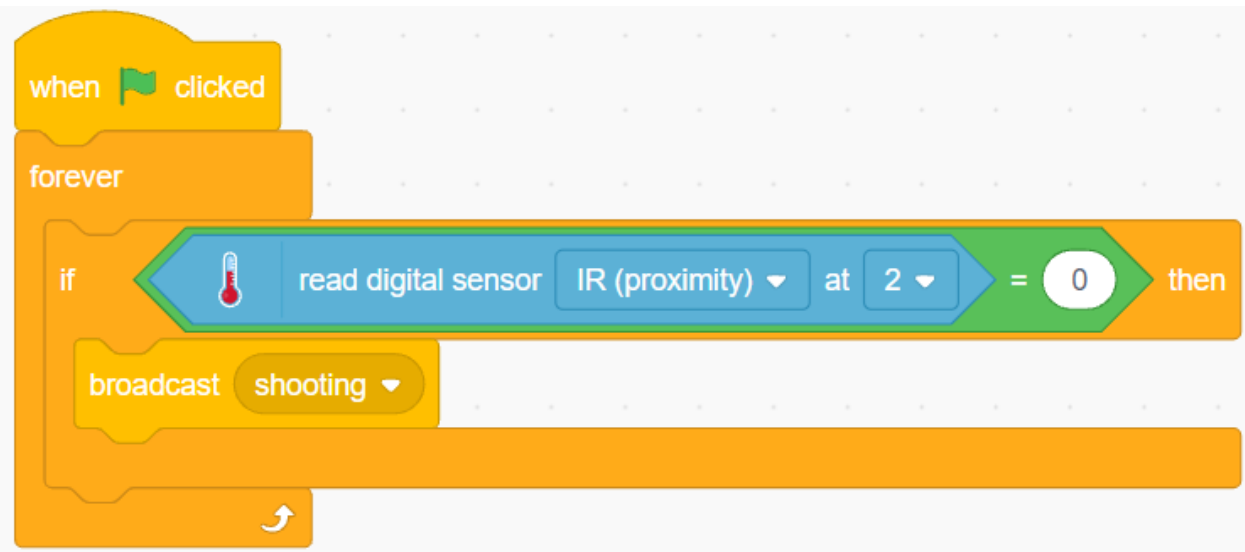 when clicked
forever
if read digital sensor IR (proximity) at 2 = 0 then
broadcast shooting